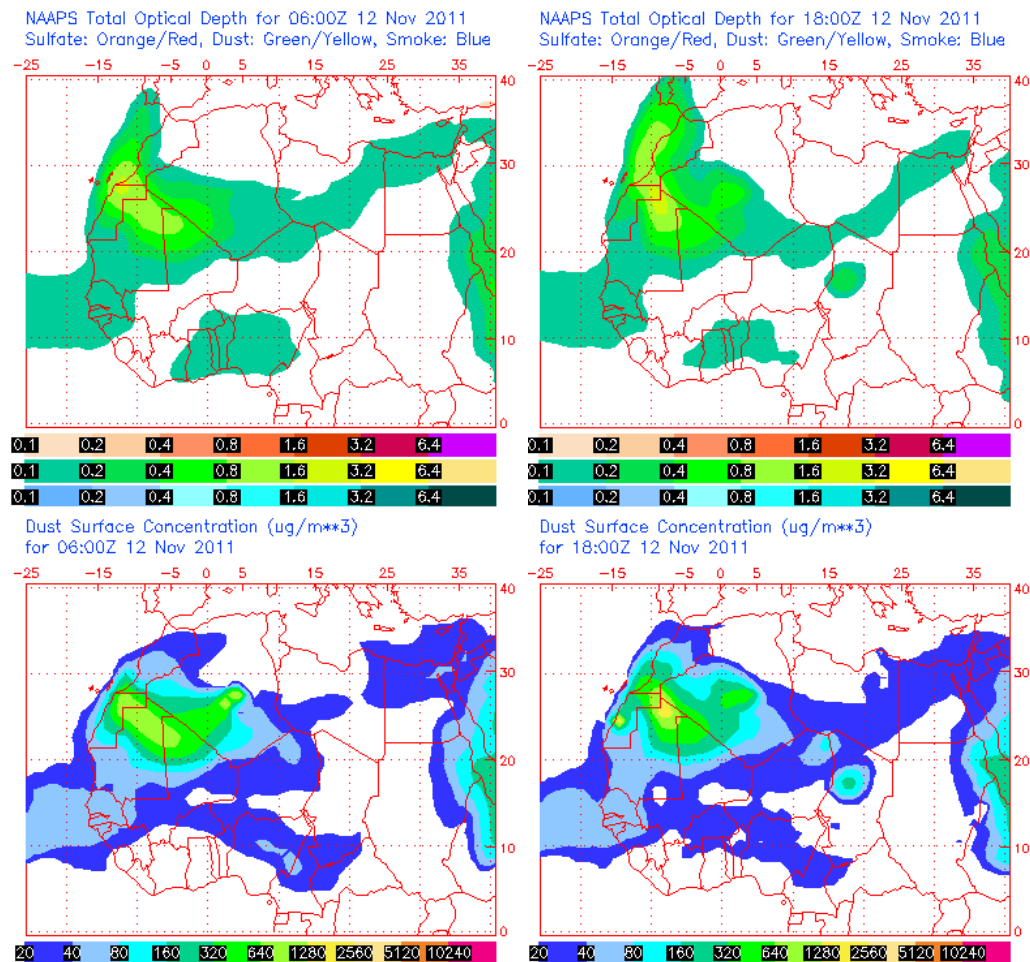 NAAPS Total Optical Depth for 06:00Z 12 Nov 2011
Sulfate: Orange/Red, Dust: Green/Yellow, Smoke: Blue
-25 -15 -5 0 5 15 25 35
40
30
20
10
0
0.1 0.2 0.4 0.8 1.6 3.2 6.4
0.1 0.2 0.4 0.8 1.6 3.2 6.4
0.1 0.2 0.4 0.8 1.6 3.2 6.4
NAAPS Total Optical Depth for 18:00Z 12 Nov 2011
Sulfate: Orange/Red, Dust: Green/Yellow, Smoke: Blue
-25 -15 -5 0 5 15 25 35
40
30
20
10
0
0.1 0.2 0.4 0.8 1.6 3.2 6.4
0.1 0.2 0.4 0.8 1.6 3.2 6.4
0.1 0.2 0.4 0.8 1.6 3.2 6.4
Dust Surface Concentration (ug/m**3)
for 06:00Z 12 Nov 2011
-25 -15 -5 0 5 15 25 35
40
30
20
10
0
20 40 80 160 320 640 1280 2560 5120 10240
Dust Surface Concentration (ug/m**3)
for 18:00Z 12 Nov 2011
-25 -15 -5 0 5 15 25 35
40
30
20
10
0
20 40 80 160 320 640 1280 2560 5120 10240